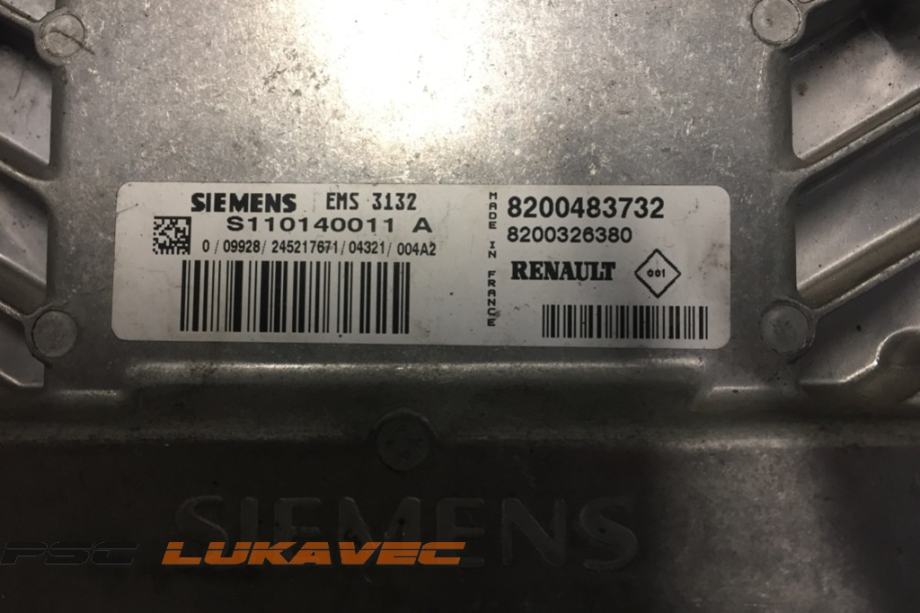 SIEMENS EMS 3132
S110140011 A
0 / 09928 / 245217671 / 04321 / 004A2
MADE IN FRANCE
8200483732
8200326380
RENAULT 001
SIEMENS
PSC LUKAVEC